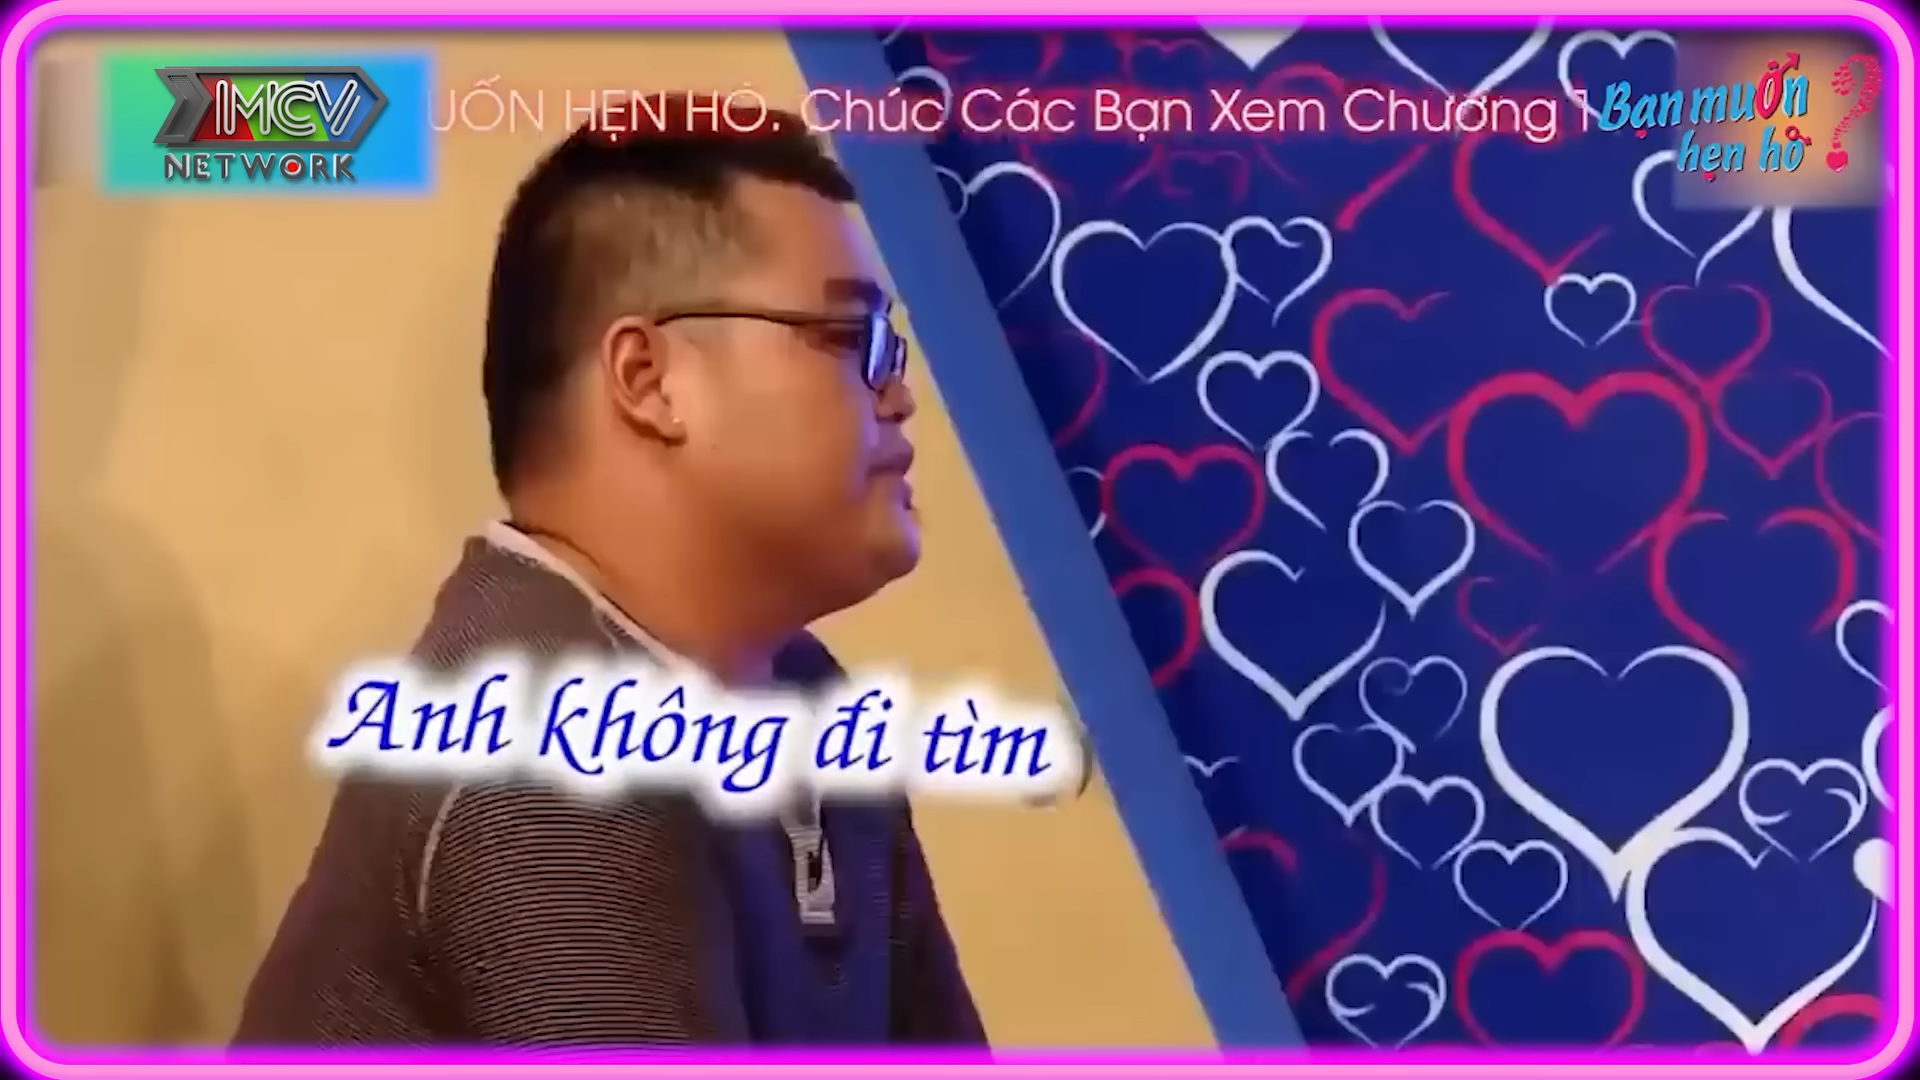 MCV
NETWORK
UỐN HẸN HÒ. Chúc Các Bạn Xem Chương
Bạn muốn
hẹn hò
?
Anh không đi tìm